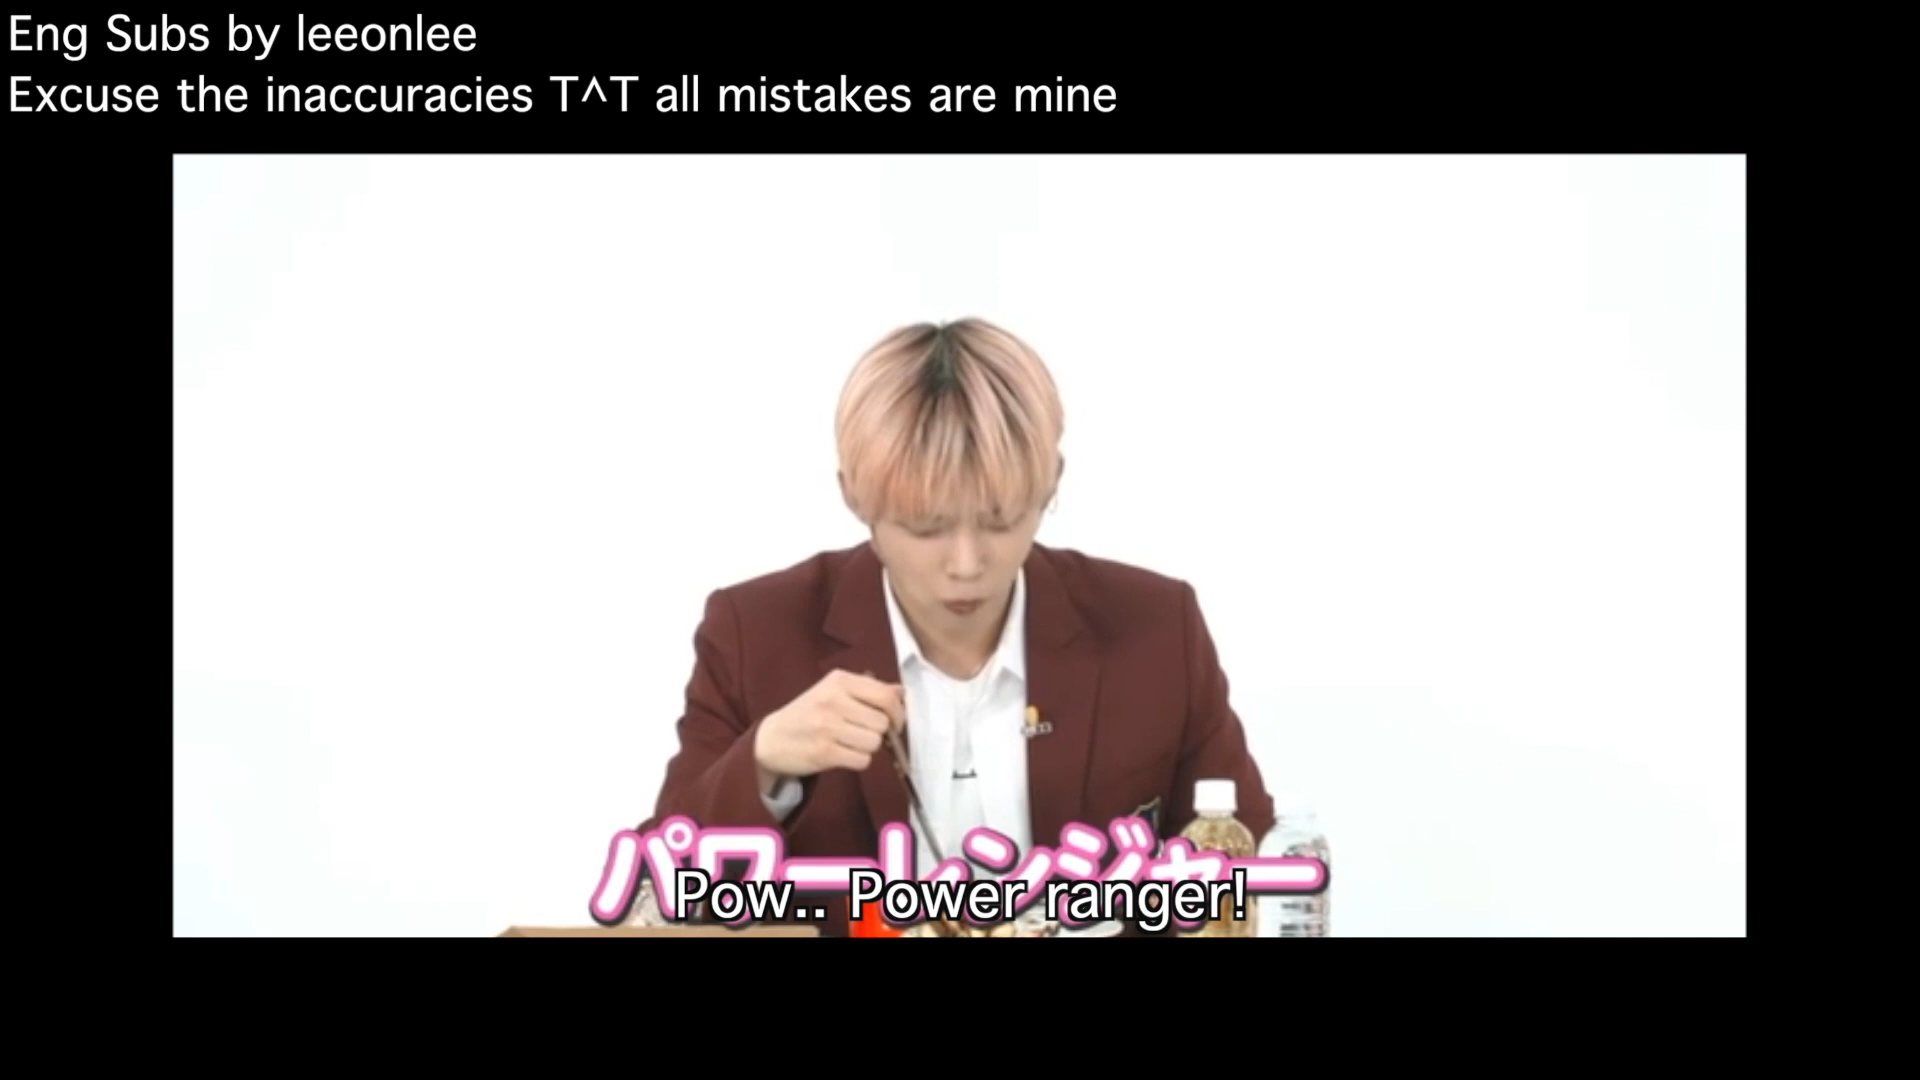 Eng Subs by leeonlee
Excuse the inaccuracies T^T all mistakes are mine
パワーレンジャー
Pow.. Power ranger!